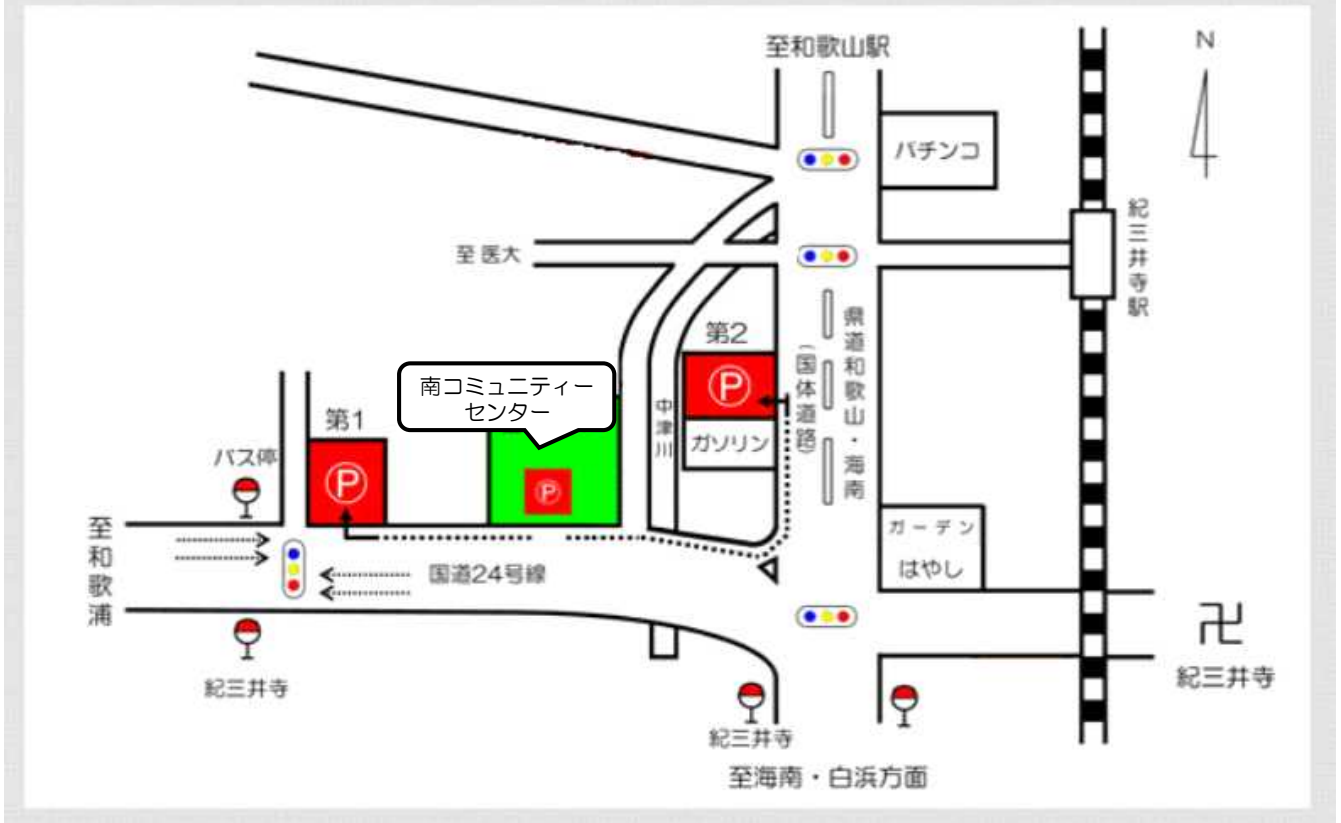 至和歌山駅
N
パチンコ
至 医大
紀三井寺駅
第2
P
県道和歌山・海南
(国体道路)
南コミュニティー
センター
P
中津川
ガソリン
第1
P
バス停
ガーデン
はやし
至和歌浦
国道24号線
卍
紀三井寺
紀三井寺
紀三井寺
至海南・白浜方面